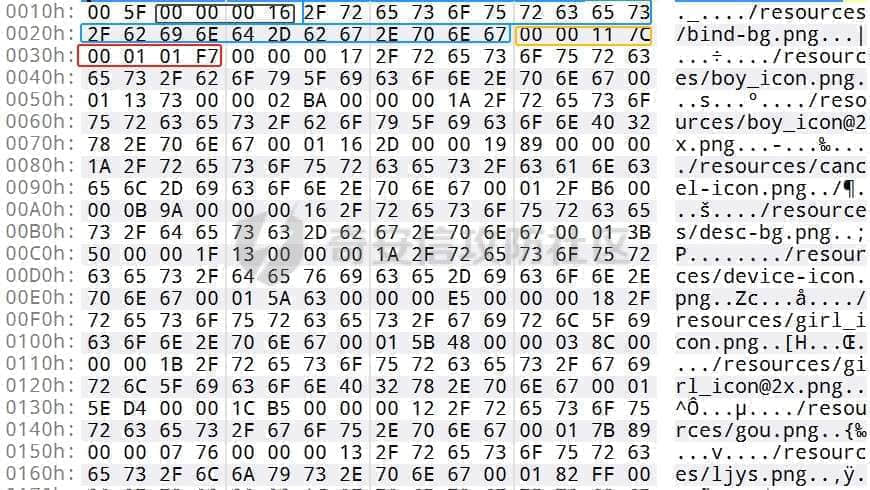 0010h: 00 5F 00 00 00 16 2F 72 65 73 6F 75 72 63 65 73 ._..../resources
0020h: 2F 62 69 6E 64 2D 62 67 2E 70 6E 67 00 00 11 7C /bind-bg.png...|
0030h: 00 01 01 F7 00 00 00 17 2F 72 65 73 6F 75 72 63 ...÷..../resourc
0040h: 65 73 2F 62 6F 79 5F 69 63 6F 6E 2E 70 6E 67 00 es/boy_icon.png.
0050h: 01 13 73 00 00 02 BA 00 00 00 1A 2F 72 65 73 6F ..s...º..../reso
0060h: 75 72 63 65 73 2F 62 6F 79 5F 69 63 6F 6E 40 32 urces/boy_icon@2
0070h: 78 2E 70 6E 67 00 01 16 2D 00 00 19 89 00 00 00 x.png...-...‰...
0080h: 1A 2F 72 65 73 6F 75 72 63 65 73 2F 63 61 6E 63 ./resources/canc
0090h: 65 6C 2D 69 63 6F 6E 2E 70 6E 67 00 01 2F B6 00 el-icon.png../¶.
00A0h: 00 0B 9A 00 00 00 16 2F 72 65 73 6F 75 72 63 65 ..š..../resource
00B0h: 73 2F 64 65 73 63 2D 62 67 2E 70 6E 67 00 01 3B s/desc-bg.png..;
00C0h: 50 00 00 1F 13 00 00 00 1A 2F 72 65 73 6F 75 72 P......../resour
00D0h: 63 65 73 2F 64 65 76 69 63 65 2D 69 63 6F 6E 2E ces/device-icon.
00E0h: 70 6E 67 00 01 5A 63 00 00 00 E5 00 00 00 18 2F png..Zc...å..../
00F0h: 72 65 73 6F 75 72 63 65 73 2F 67 69 72 6C 5F 69 resources/girl_i
0100h: 63 6F 6E 2E 70 6E 67 00 01 5B 48 00 00 03 8C 00 con.png..[H...Œ.
0110h: 00 00 1B 2F 72 65 73 6F 75 72 63 65 73 2F 67 69 .../resources/gi
0120h: 72 6C 5F 69 63 6F 6E 40 32 78 2E 70 6E 67 00 01 rl_icon@2x.png..
0130h: 5E D4 00 00 1C B5 00 00 00 12 2F 72 65 73 6F 75 ^Ô...µ..../resou
0140h: 72 63 65 73 2F 67 6F 75 2E 70 6E 67 00 01 7B 89 rces/gou.png..{‰
0150h: 00 00 07 76 00 00 00 13 2F 72 65 73 6F 75 72 63 ...v..../resourc
0160h: 65 73 2F 6C 6A 79 73 2E 70 6E 67 00 01 82 FF 00 es/ljys.png..‚ÿ.
奇安信攻防社区